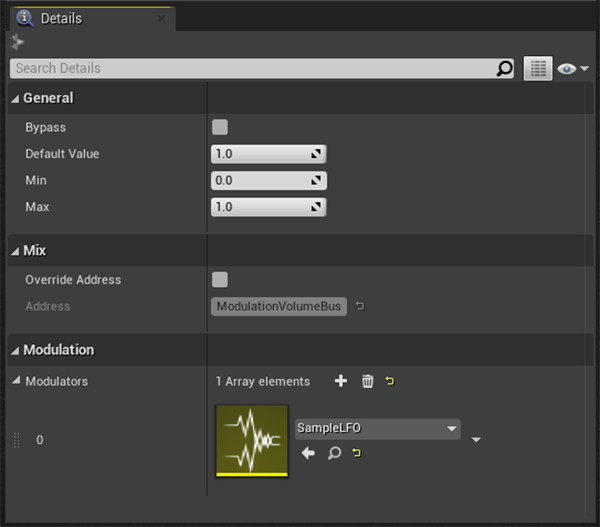 Details
Search Details
General
Bypass
Default Value 1.0
Min 0.0
Max 1.0
Mix
Override Address
Address ModulationVolumeBus
Modulation
Modulators 1 Array elements
0 SampleLFO